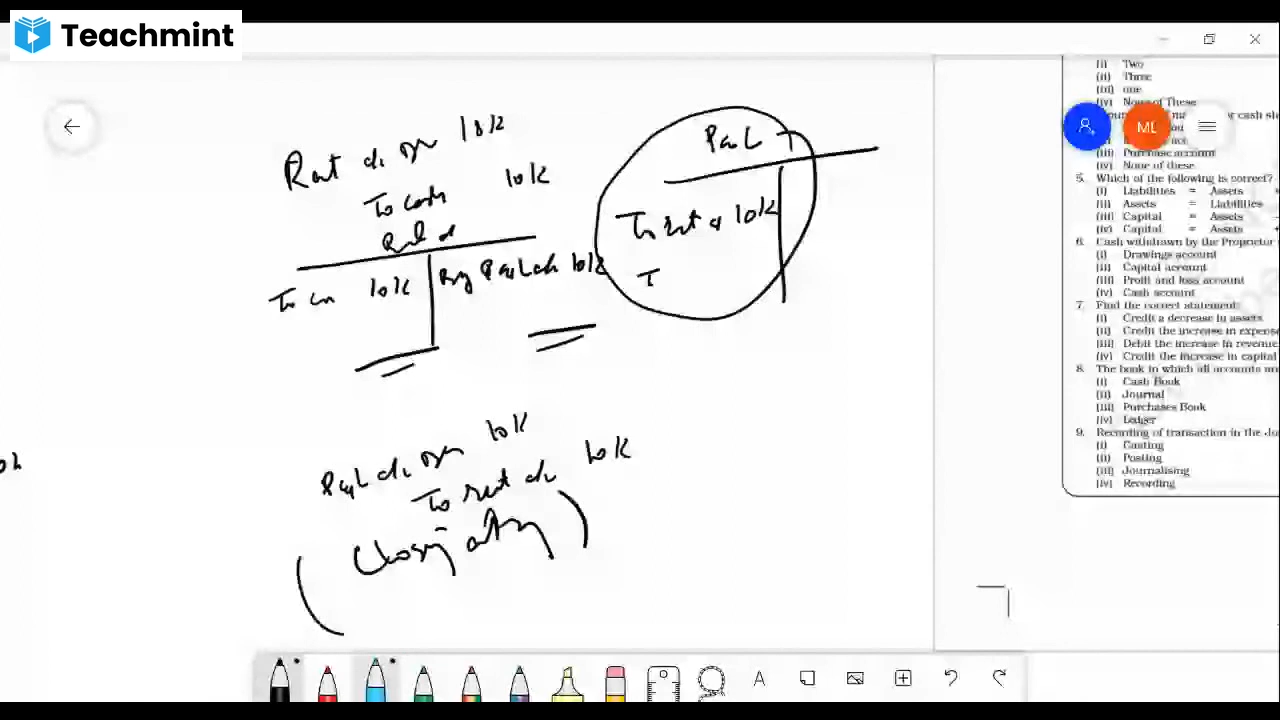 Teachmint
Rent a/c Dr 10k
To cash 10k
Rent a/c
To 10k
By P&L a/c 10k
P&L
To rent a 10k
T
P&L a/c Dr 10k
To rent a/c 10k
(Closing entry)
ML
(i) Two
(ii) Three
(iii) one
(iv) None of These
(iii) Purchase account
(iv) None of these
5. Which of the following is correct?
(i) Liabilities = Assets
(ii) Assets = Liabilities
(iii) Capital = Assets
(iv) Capital = Assets
6. Cash withdrawn by the Proprietor
(i) Drawings account
(ii) Capital account
(iii) Profit and loss account
(iv) Cash account
7. Find the correct statement:
(i) Credit a decrease in assets
(ii) Credit the increase in expens
(iii) Debit the increase in revenue
(iv) Credit the increase in capital
8. The book in which all accounts
(i) Cash Book
(ii) Journal
(iii) Purchases Book
(iv) Ledger
9. Recording of transaction in the
(i) Casting
(ii) Posting
(iii) Journalising
(iv) Recording
A